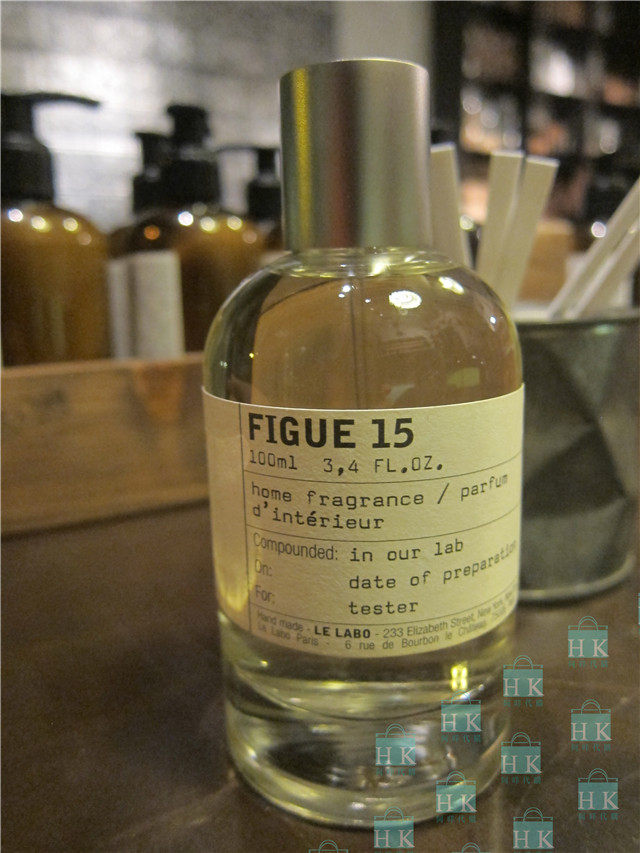 FIGUE 15
100ml 3,4 FL.OZ.
home fragrance / parfum
d'intérieur
Compounded: in our lab
On: date of preparation
For: tester
Hand made - LE LABO - 233 Elizabeth Street, New York,
Le Labo Paris - 6 rue de Bourbon le Château,
HK
HK
HK
HK
HK
HK
HK
HK
HK
HK